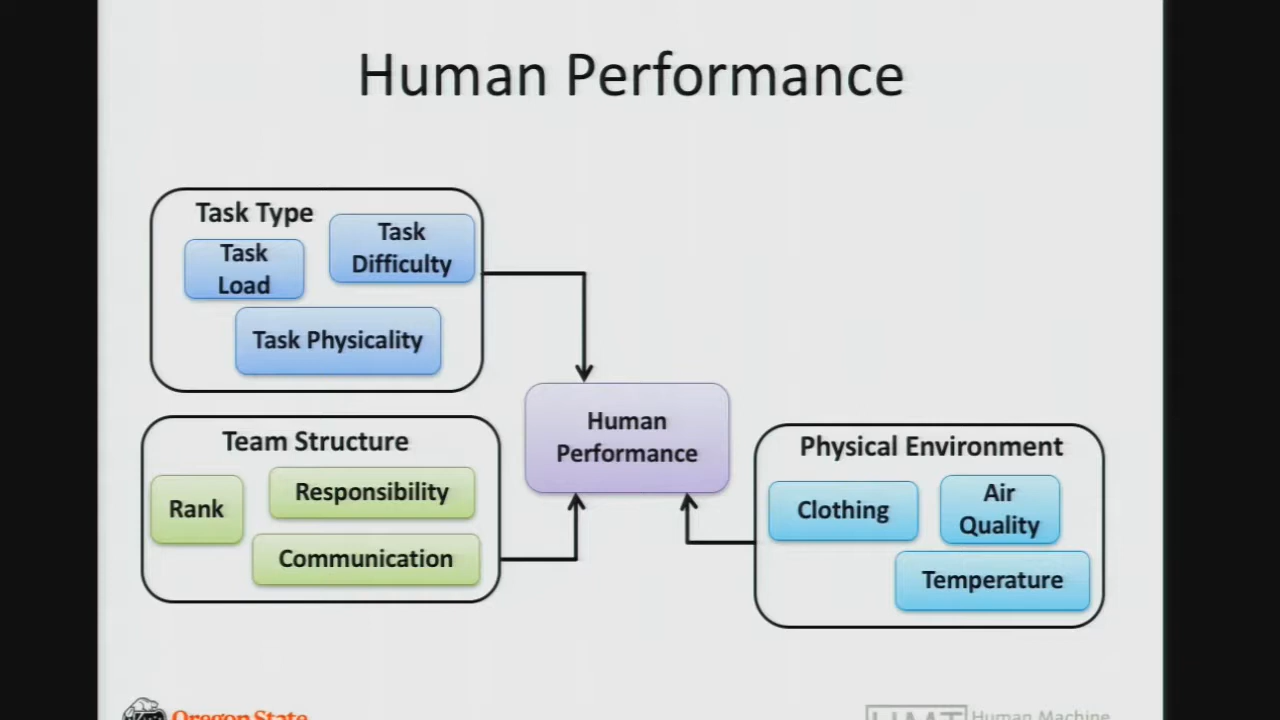 Human Performance
Task Type
Task
Load
Task
Difficulty
Task Physicality
Human
Performance
Team Structure
Rank
Responsibility
Communication
Physical Environment
Clothing
Air
Quality
Temperature
Oregon State
HMT
Human Machine